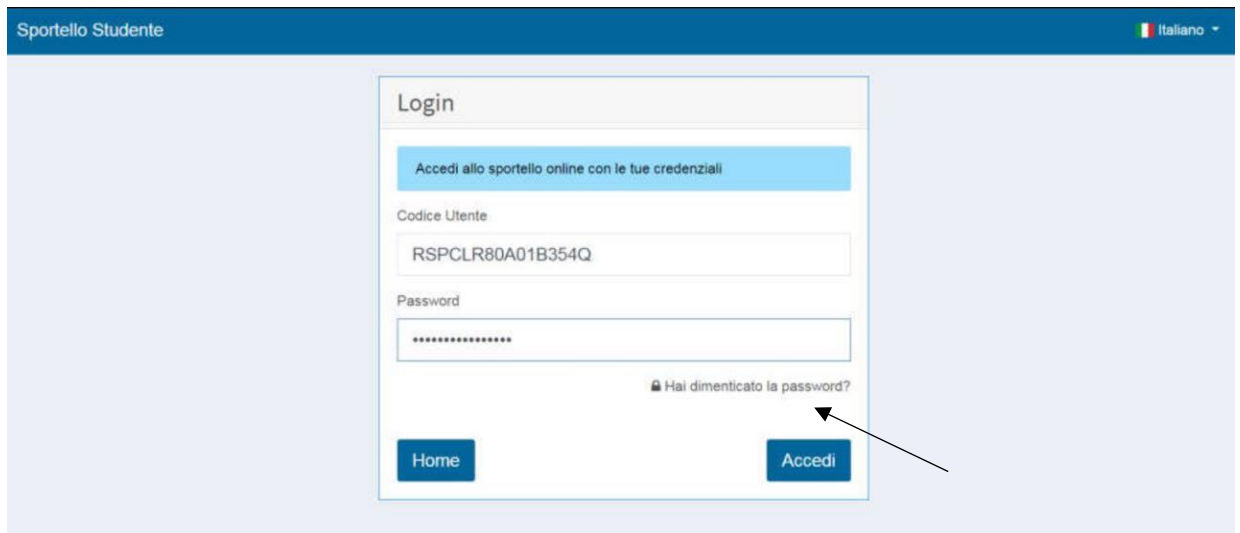 Sportello Studente
Italiano
Login
Accedi allo sportello online con le tue credenziali
Codice Utente
RSPCLR80A01B354Q
Password
••••••••••••••••
Hai dimenticato la password?
Home
Accedi